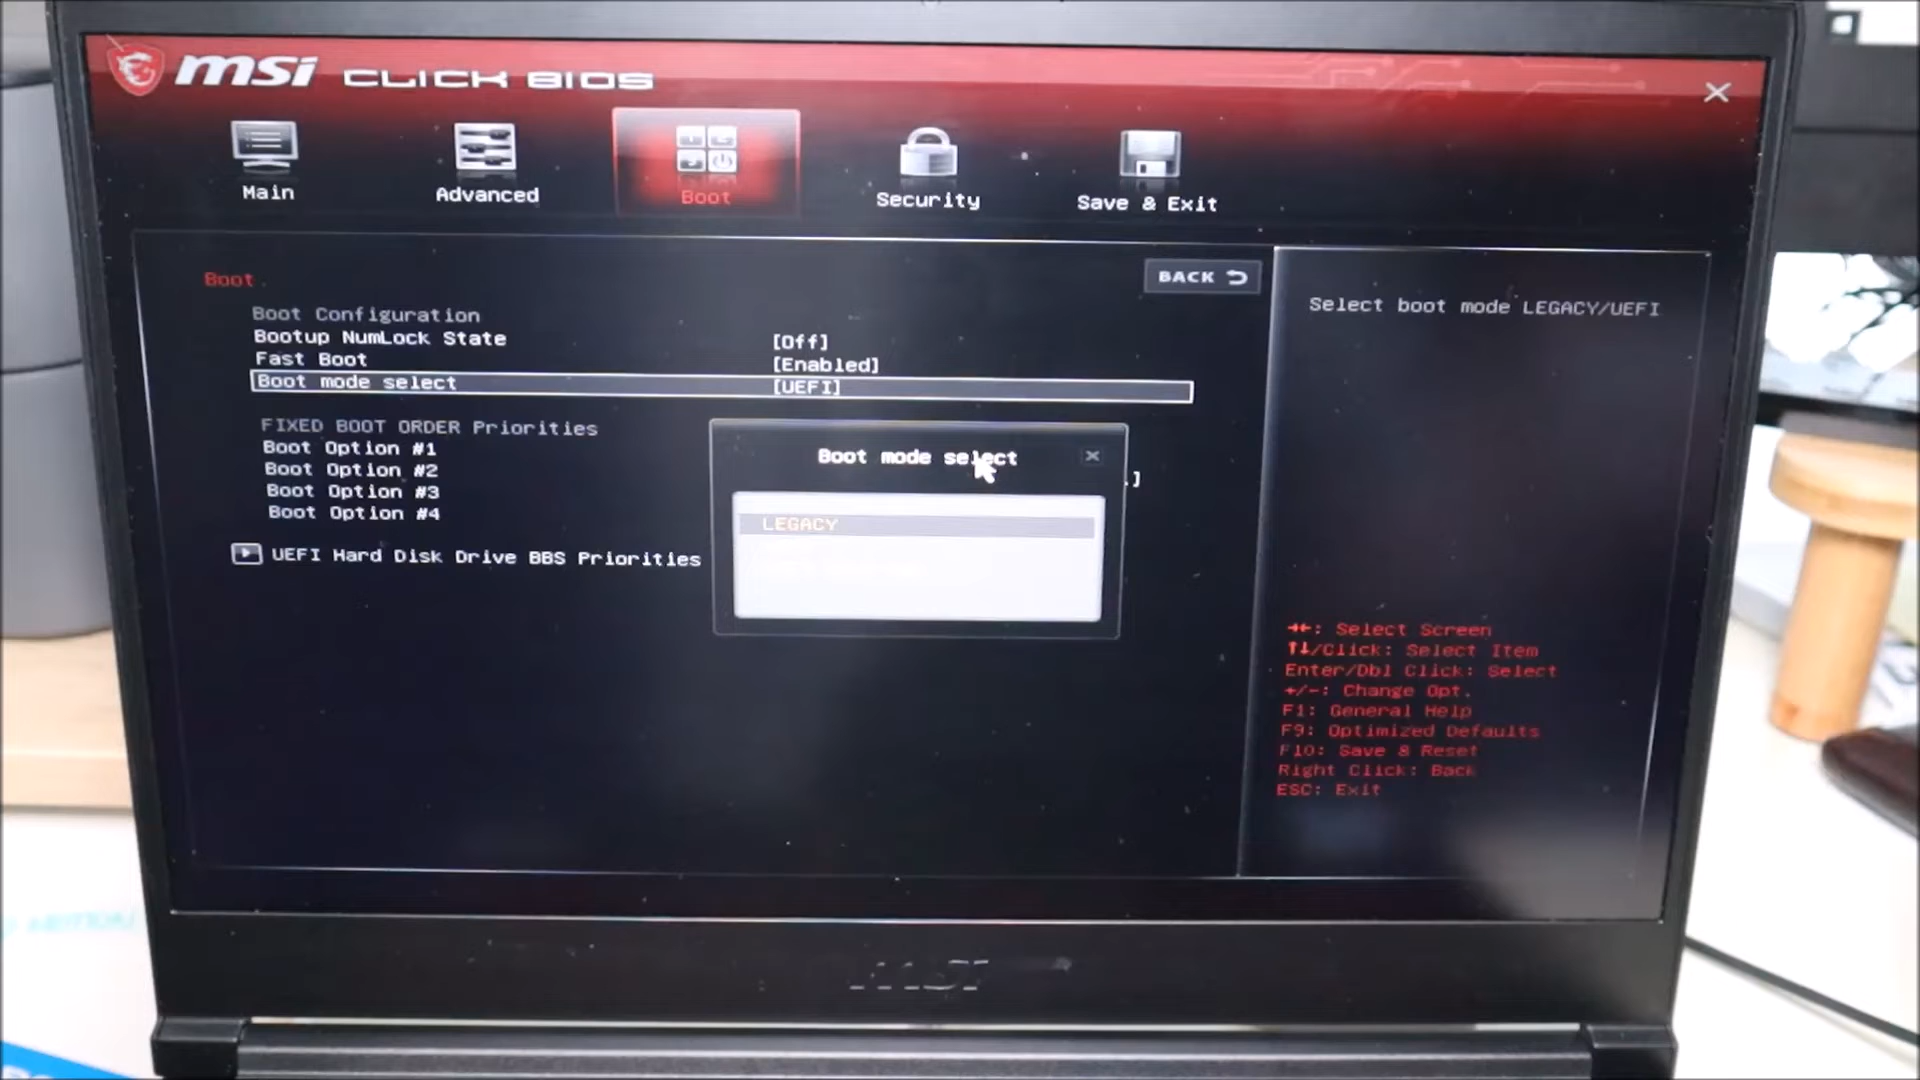 msi CLICK BIOS
Main
Advanced
Boot
Security
Save & Exit
Boot
BACK
Boot Configuration
Bootup NumLock State [Off]
Fast Boot [Enabled]
Boot mode select [UEFI]
FIXED BOOT ORDER Priorities
Boot Option #1
Boot Option #2
Boot Option #3
Boot Option #4
UEFI Hard Disk Drive BBS Priorities
Boot mode select
LEGACY
Select boot mode LEGACY/UEFI
→←: Select Screen
↑↓/Click: Select Item
Enter/Dbl Click: Select
+/-: Change Opt.
F1: General Help
F9: Optimized Defaults
F10: Save & Reset
Right Click: Back
ESC: Exit
msi